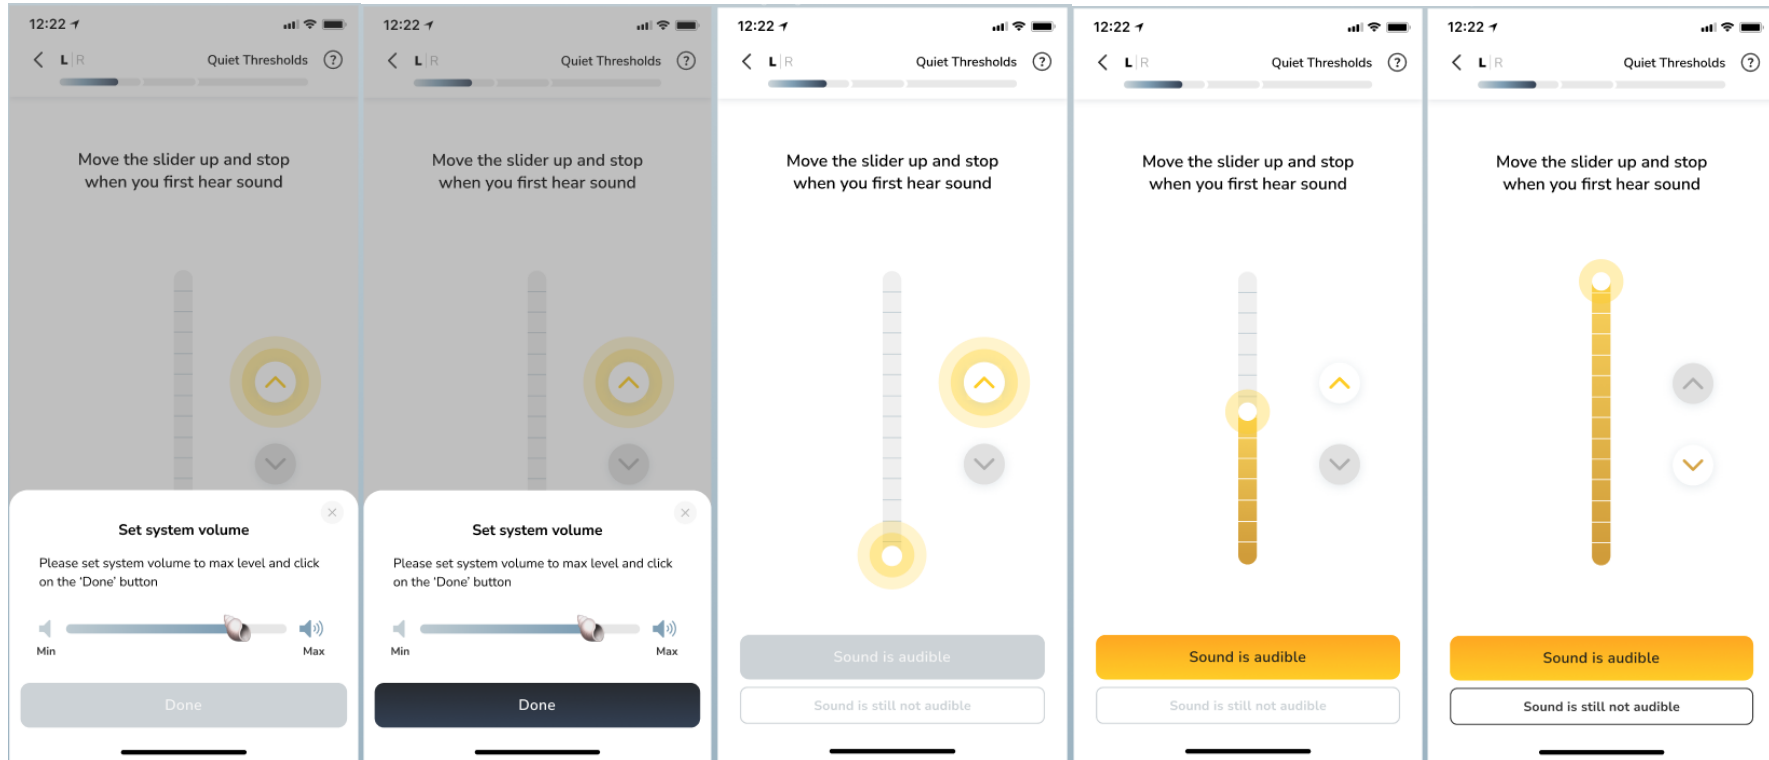 12:22
L|R
Quiet Thresholds
?
Move the slider up and stop
when you first hear sound
Set system volume
Please set system volume to max level and click
on the ‘Done’ button
Min
Max
Done
12:22
L|R
Quiet Thresholds
?
Move the slider up and stop
when you first hear sound
Set system volume
Please set system volume to max level and click
on the ‘Done’ button
Min
Max
Done
12:22
L|R
Quiet Thresholds
?
Move the slider up and stop
when you first hear sound
Sound is audible
Sound is still not audible
12:22
L|R
Quiet Thresholds
?
Move the slider up and stop
when you first hear sound
Sound is audible
Sound is still not audible
12:22
L|R
Quiet Thresholds
?
Move the slider up and stop
when you first hear sound
Sound is audible
Sound is still not audible